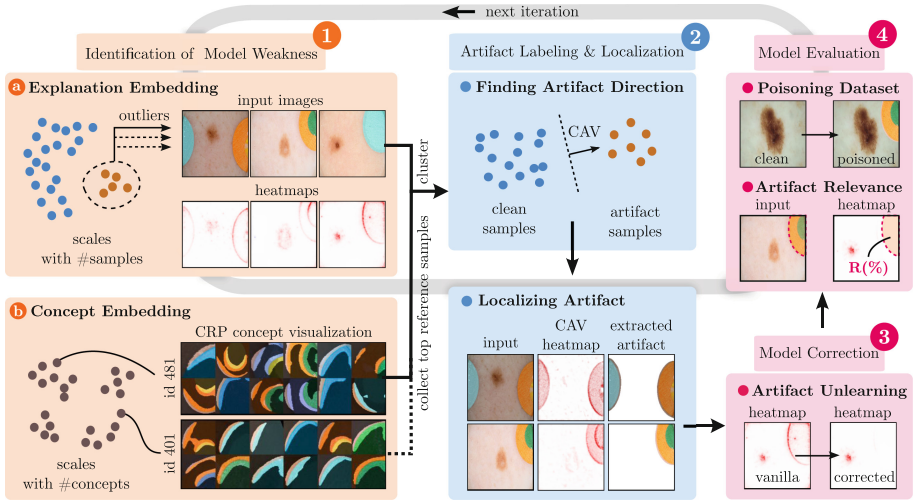 next iteration
1
Identification of Model Weakness
a Explanation Embedding
outliers
input images
heatmaps
scales
with #samples
b Concept Embedding
CRP concept visualization
id 481
id 401
scales
with #concepts
cluster
collect top reference samples
2
Artifact Labeling & Localization
Finding Artifact Direction
CAV
clean
samples
artifact
samples
Localizing Artifact
input
CAV
heatmap
extracted
artifact
3
Model Correction
Artifact Unlearning
heatmap
heatmap
vanilla
corrected
4
Model Evaluation
Poisoning Dataset
clean
poisoned
Artifact Relevance
input
heatmap
R(%)